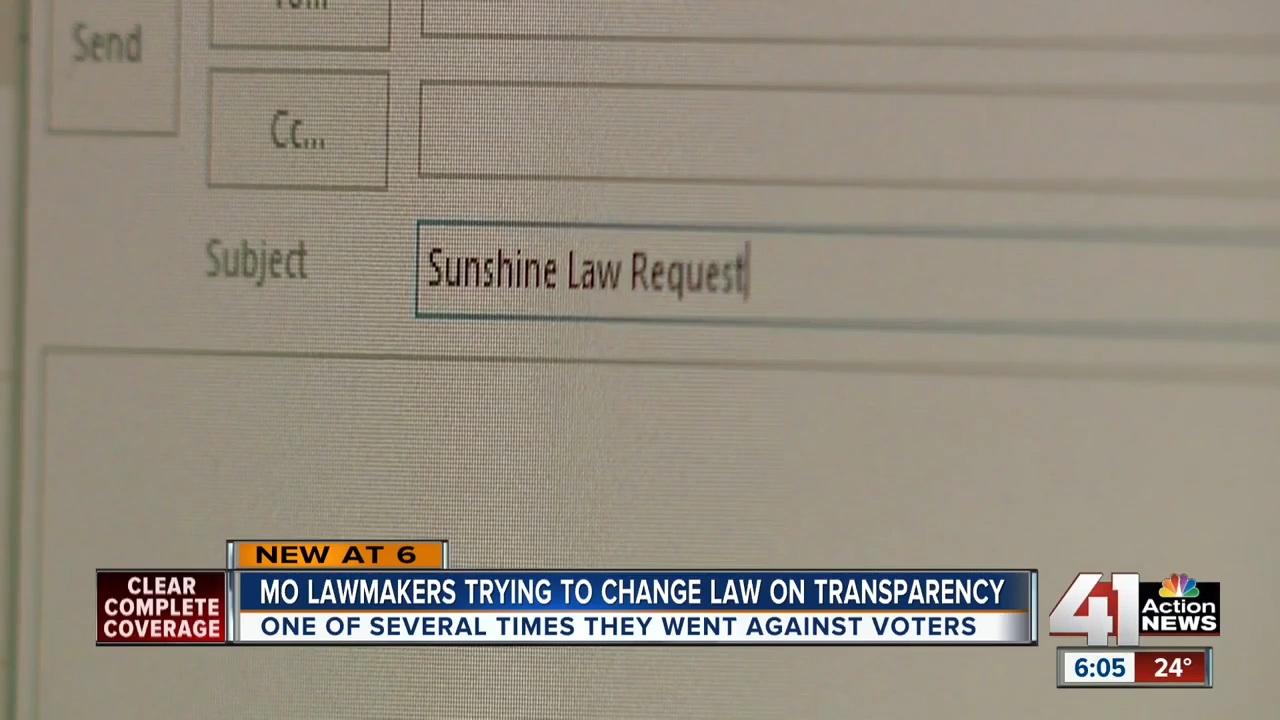 Send
Cc...
Subject
Sunshine Law Request
NEW AT 6
CLEAR
COMPLETE
COVERAGE
MO LAWMAKERS TRYING TO CHANGE LAW ON TRANSPARENCY
ONE OF SEVERAL TIMES THEY WENT AGAINST VOTERS
41
Action
NEWS
6:05 24°